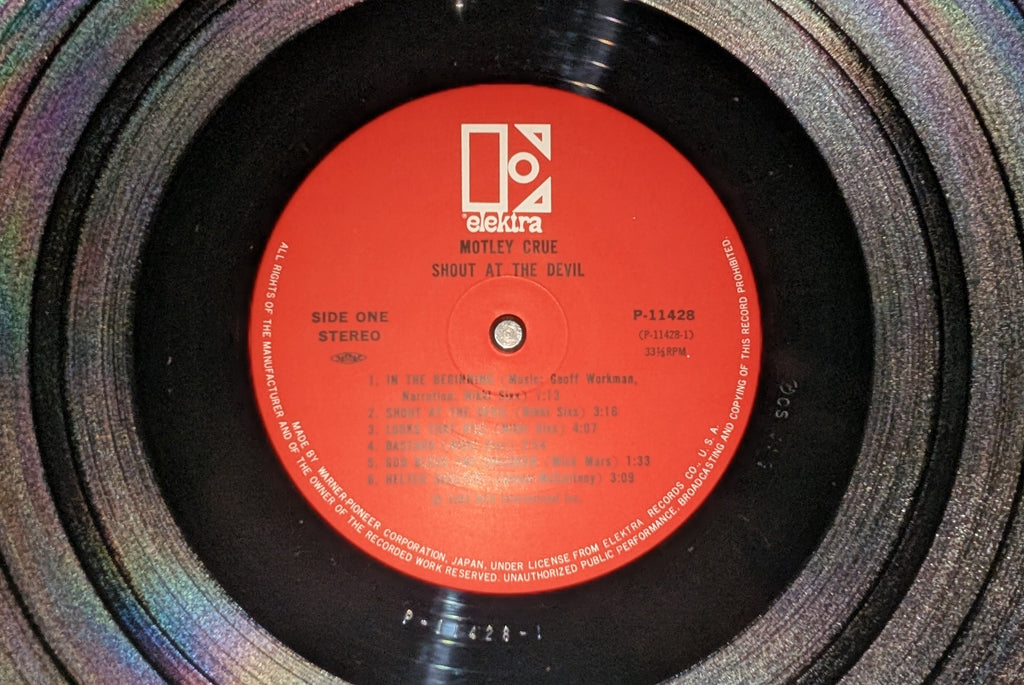 elektra
MOTLEY CRUE
SHOUT AT THE DEVIL
SIDE ONE
STEREO
P-11428
(P-11428-1)
33⅓RPM.
1. IN THE BEGINNING (Music: Geoff Workman,
Narration: Nikki Sixx) 1:13
2. SHOUT AT THE DEVIL (Nikki Sixx) 3:16
3. LOOKS THAT KILL (Nikki Sixx) 4:07
4. BASTARD
5. GOD BLESS THE CHILDREN (Mick Mars) 1:33
6. HELTER 3:09
International Inc.
MADE BY WARNER-PIONEER CORPORATION, JAPAN, UNDER LICENSE FROM ELEKTRA RECORDS CO., U.S.A.
ALL RIGHTS OF THE MANUFACTURER AND OF THE OWNER OF THE RECORDED WORK RESERVED. UNAUTHORIZED PUBLIC PERFORMANCE, BROADCASTING AND COPYING OF THIS RECORD PROHIBITED.
P-11428-1